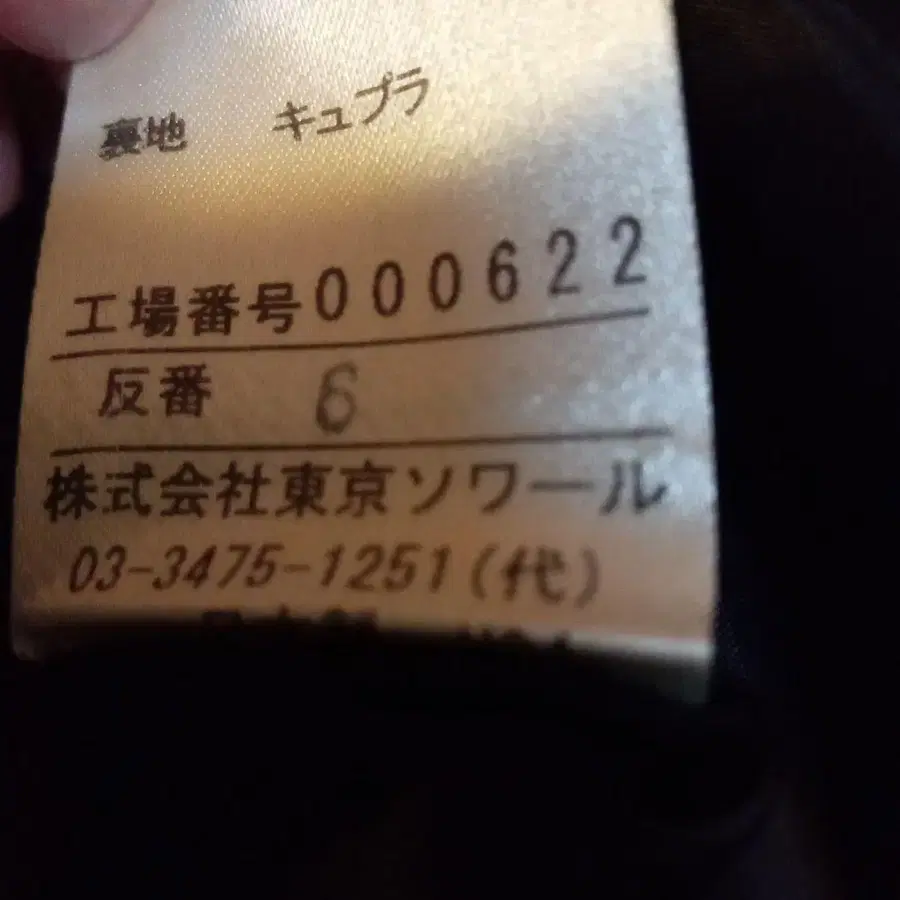 裏地 キュプラ
工場番号000622
反番 6
株式会社東京ソワール
03-3475-1251(代)